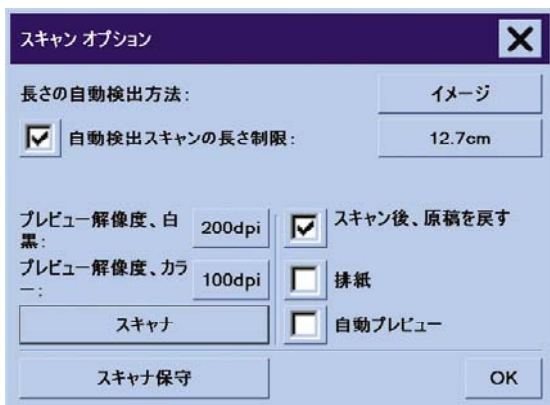 スキャン オプション
長さの自動検出方法:
イメージ
自動検出スキャンの長さ制限:
12.7cm
プレビュー解像度、白
黒:
200dpi
スキャン後、原稿を戻す
プレビュー解像度、カラ
ー:
100dpi
排紙
スキャナ
自動プレビュー
スキャナ保守
OK